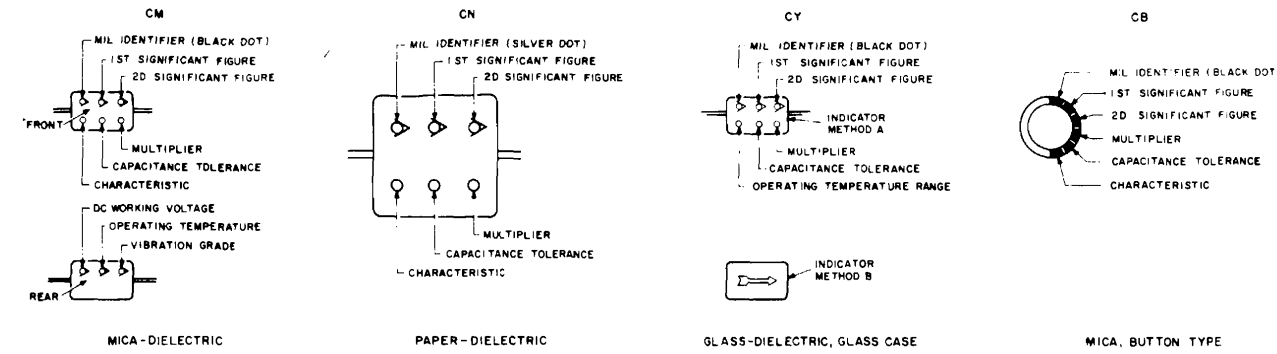 CM
MIL IDENTIFIER (BLACK DOT)
1ST SIGNIFICANT FIGURE
2D SIGNIFICANT FIGURE
FRONT
MULTIPLIER
CAPACITANCE TOLERANCE
CHARACTERISTIC
DC WORKING VOLTAGE
OPERATING TEMPERATURE
VIBRATION GRADE
REAR
MICA-DIELECTRIC
CN
MIL IDENTIFIER (SILVER DOT)
1ST SIGNIFICANT FIGURE
2D SIGNIFICANT FIGURE
MULTIPLIER
CAPACITANCE TOLERANCE
CHARACTERISTIC
PAPER-DIELECTRIC
CY
MIL IDENTIFIER (BLACK DOT)
1ST SIGNIFICANT FIGURE
2D SIGNIFICANT FIGURE
INDICATOR
METHOD A
MULTIPLIER
CAPACITANCE TOLERANCE
OPERATING TEMPERATURE RANGE
INDICATOR
METHOD B
GLASS-DIELECTRIC, GLASS CASE
CB
MIL IDENTIFIER (BLACK DOT
1ST SIGNIFICANT FIGURE
2D SIGNIFICANT FIGURE
MULTIPLIER
CAPACITANCE TOLERANCE
CHARACTERISTIC
MICA, BUTTON TYPE